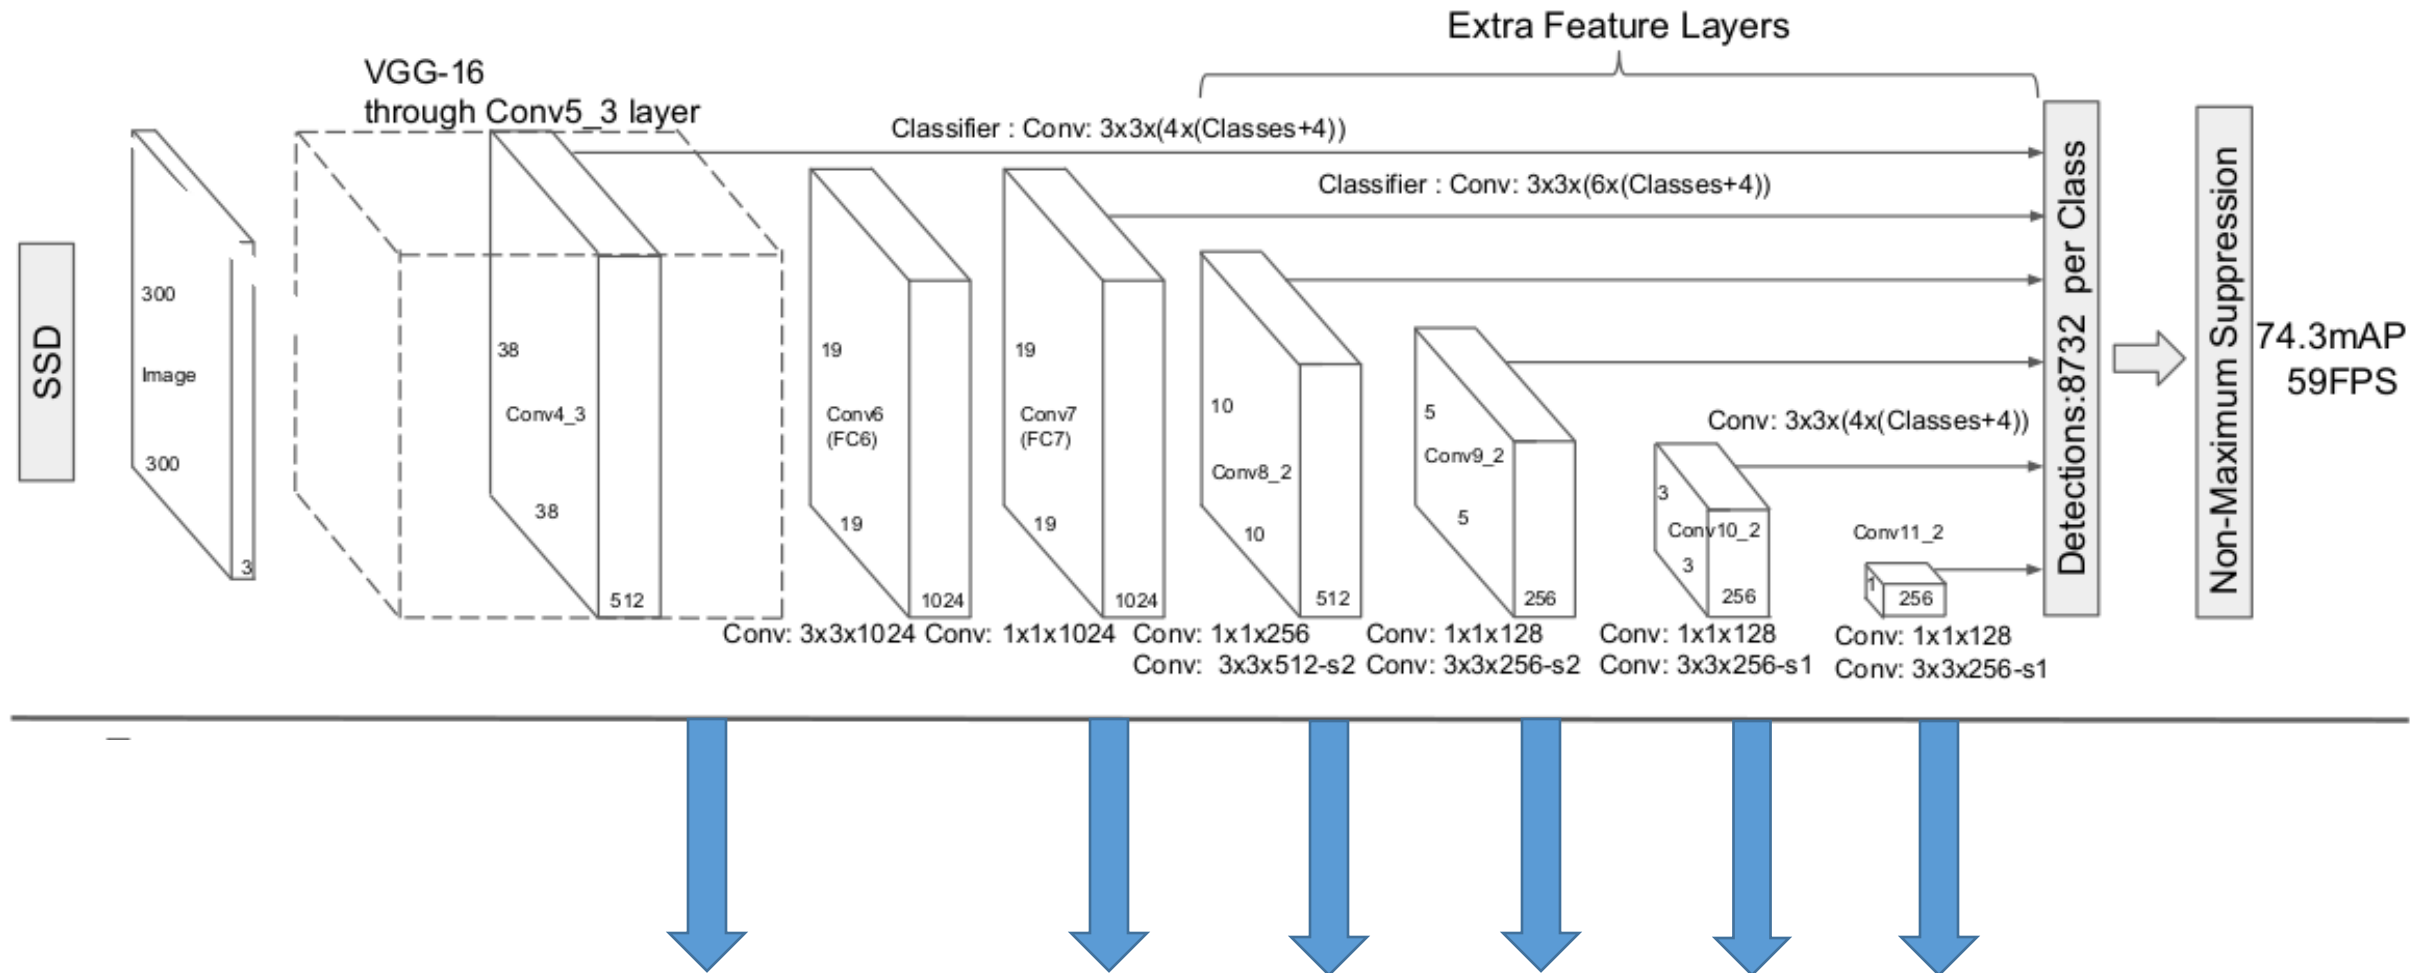 Extra Feature Layers
VGG-16
through Conv5_3 layer
Classifier : Conv: 3x3x(4x(Classes+4))
Classifier : Conv: 3x3x(6x(Classes+4))
SSD
300
Image
300
3
38
Conv4_3
38
512
19
Conv6
(FC6)
19
1024
19
Conv7
(FC7)
19
1024
10
Conv8_2
10
512
5
Conv9_2
5
256
Conv: 3x3x(4x(Classes+4))
3
Conv10_2
3
256
Conv11_2
1
256
Detections:8732 per Class
Non-Maximum Suppression
74.3mAP
59FPS
Conv: 3x3x1024
Conv: 1x1x1024
Conv: 1x1x256
Conv: 3x3x512-s2
Conv: 1x1x128
Conv: 3x3x256-s2
Conv: 1x1x128
Conv: 3x3x256-s1
Conv: 1x1x128
Conv: 3x3x256-s1